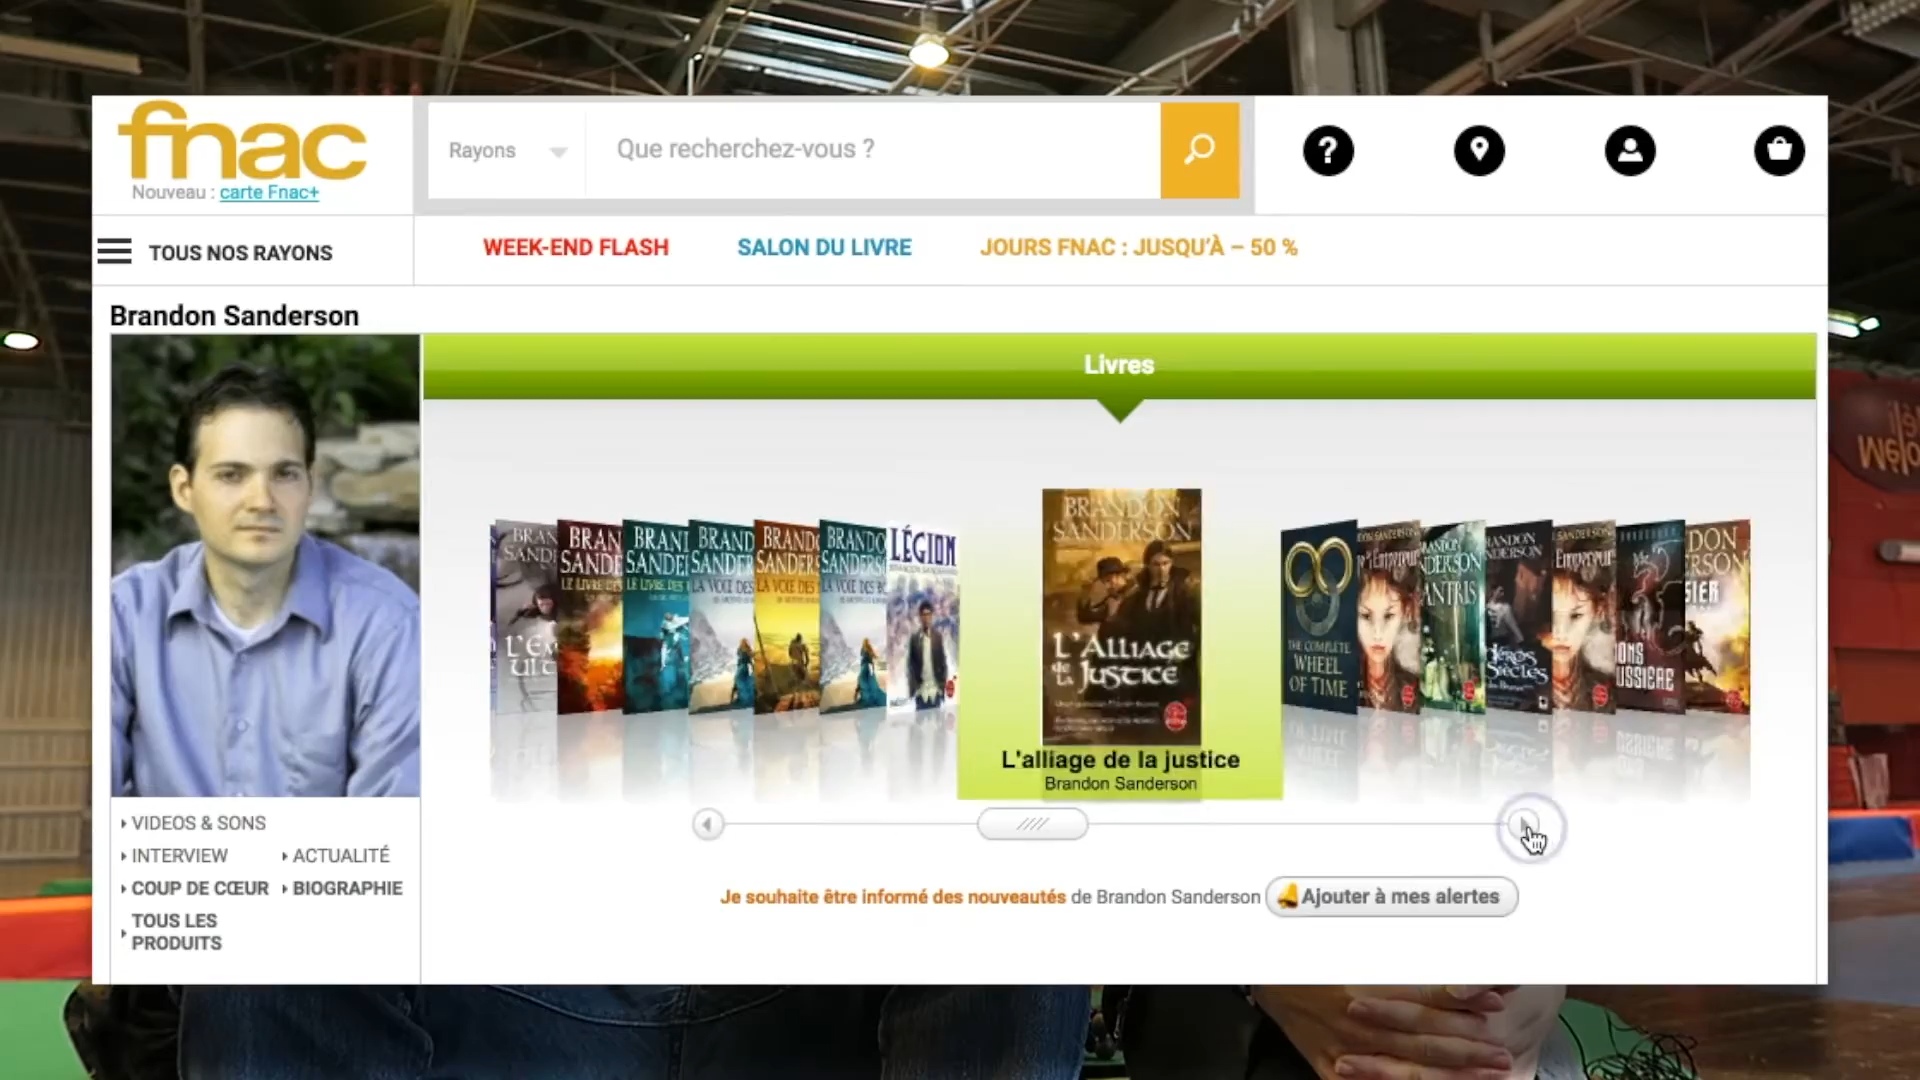 fnac
Nouveau : carte Fnac+
Rayons
Que recherchez-vous ?
TOUS NOS RAYONS
WEEK-END FLASH
SALON DU LIVRE
JOURS FNAC : JUSQU'À – 50 %
Brandon Sanderson
Livres
LÉGION
BRANDON
SANDERSON
L'ALLIAGE
DE LA JUSTICE
THE COMPLETE
WHEEL
OF TIME
L'alliage de la justice
Brandon Sanderson
VIDEOS & SONS
INTERVIEW
ACTUALITÉ
COUP DE CŒUR
BIOGRAPHIE
TOUS LES
PRODUITS
Je souhaite être informé des nouveautés de Brandon Sanderson
Ajouter à mes alertes